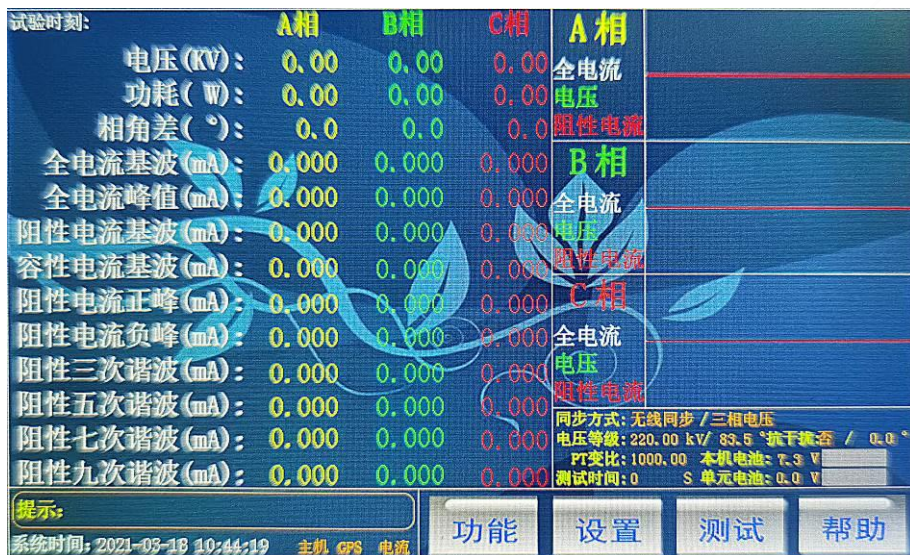 试验时刻: A相 B相 C相
电压(KV): 0.00 0.00 0.00
功耗( W): 0.00 0.00 0.00
相角差( °): 0.0 0.0 0.0
全电流基波(mA): 0.000 0.000 0.000
全电流峰值(mA): 0.000 0.000 0.000
阻性电流基波(mA): 0.000 0.000 0.000
容性电流基波(mA): 0.000 0.000 0.000
阻性电流正峰(mA): 0.000 0.000 0.000
阻性电流负峰(mA): 0.000 0.000 0.000
阻性三次谐波(mA): 0.000 0.000 0.000
阻性五次谐波(mA): 0.000 0.000 0.000
阻性七次谐波(mA): 0.000 0.000 0.000
阻性九次谐波(mA): 0.000 0.000 0.000
A相
全电流
电压
阻性电流
B相
全电流
电压
阻性电流
C相
全电流
电压
阻性电流
同步方式:无线同步 /三相电压
电压等级:220.00 kV/ 83.5 °抗干扰:否 / 0.0 °
PT变比:1000.00 本机电池:7.3 V
测试时间:0 S 单元电池:0.0 V
提示:
系统时间:2021-03-18 10:44:19 主机 GPS 电流
功能 设置 测试 帮助